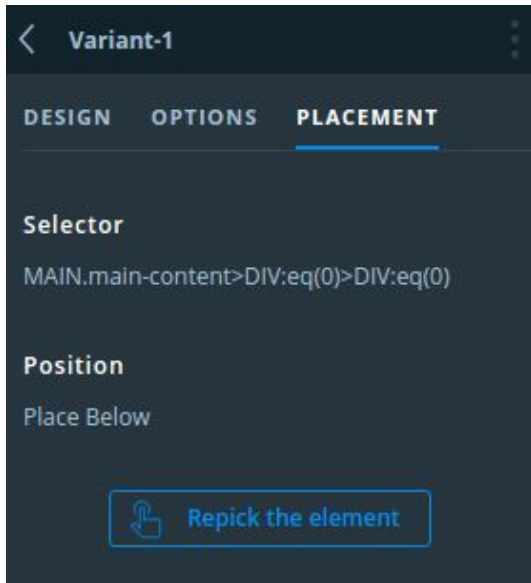 Variant-1
DESIGN OPTIONS PLACEMENT
Selector
MAIN.main-content>DIV:eq(0)>DIV:eq(0)
Position
Place Below
Repick the element